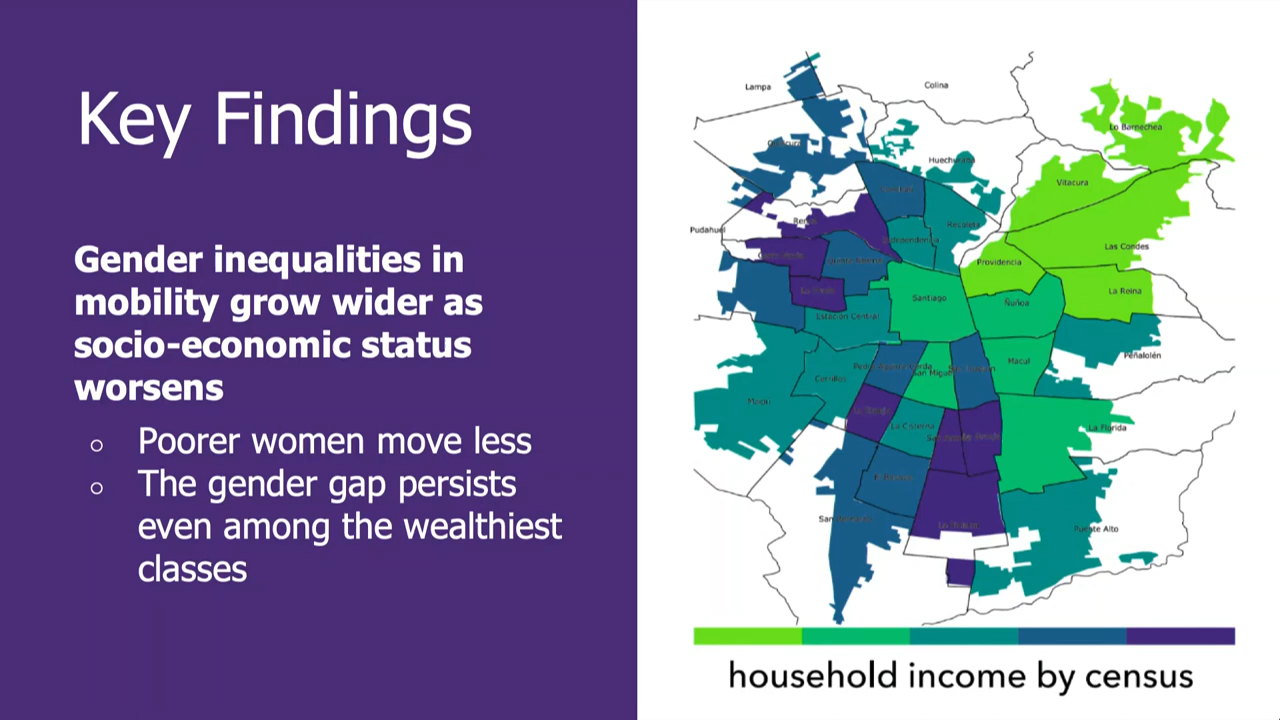 Key Findings
Gender inequalities in
mobility grow wider as
socio-economic status
worsens
○ Poorer women move less
○ The gender gap persists
even among the wealthiest
classes
Lampa
Colina
Lo Barnechea
Huechuraba
Vitacura
Pudahuel
Recoleta
Independencia
Las Condes
Providencia
La Reina
Santiago
Ñuñoa
Estación Central
Peñalolén
Macul
San Miguel
Cerrillos
Maipú
La Cisterna
La Florida
Puente Alto
household income by census